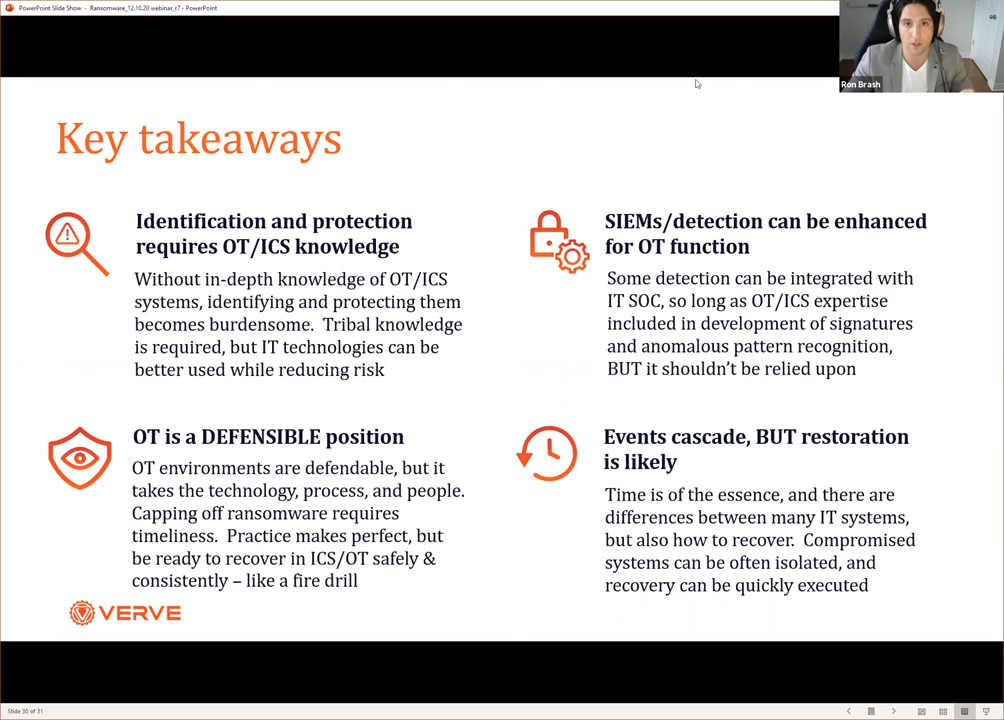 PowerPoint Slide Show - Ransomware_12.10.20 webinar_r7 - PowerPoint
Ron Brash
Key takeaways
Identification and protection
requires OT/ICS knowledge
Without in-depth knowledge of OT/ICS
systems, identifying and protecting them
becomes burdensome. Tribal knowledge
is required, but IT technologies can be
better used while reducing risk
SIEMs/detection can be enhanced
for OT function
Some detection can be integrated with
IT SOC, so long as OT/ICS expertise
included in development of signatures
and anomalous pattern recognition,
BUT it shouldn't be relied upon
OT is a DEFENSIBLE position
OT environments are defendable, but it
takes the technology, process, and people.
Capping off ransomware requires
timeliness. Practice makes perfect, but
be ready to recover in ICS/OT safely &
consistently – like a fire drill
Events cascade, BUT restoration
is likely
Time is of the essence, and there are
differences between many IT systems,
but also how to recover. Compromised
systems can be often isolated, and
recovery can be quickly executed
VERVE
Slide 30 of 31